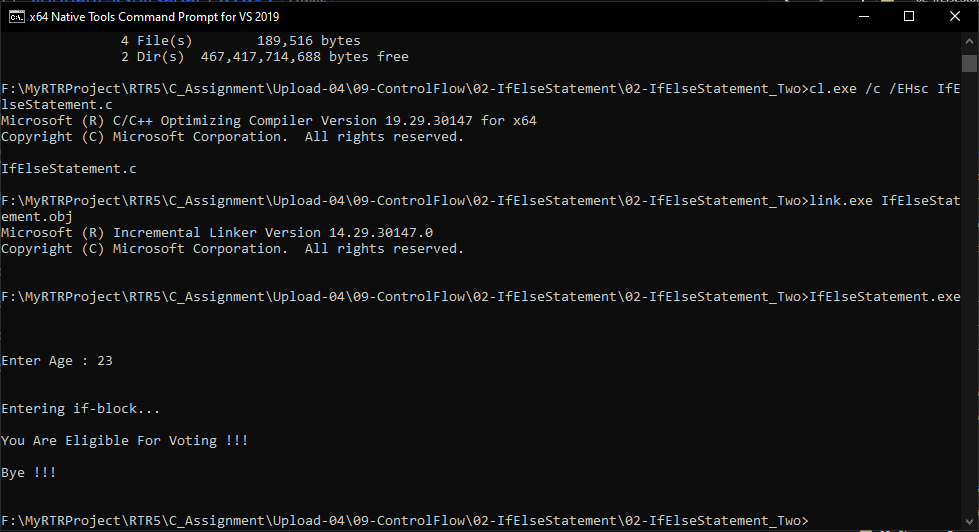 x64 Native Tools Command Prompt for VS 2019
4 File(s)        189,516 bytes
2 Dir(s)  467,417,714,688 bytes free
F:\MyRTRProject\RTR5\C_Assignment\Upload-04\09-ControlFlow\02-IfElseStatement\02-IfElseStatement_Two>cl.exe /c /EHsc IfE
lseStatement.c
Microsoft (R) C/C++ Optimizing Compiler Version 19.29.30147 for x64
Copyright (C) Microsoft Corporation.  All rights reserved.
IfElseStatement.c
F:\MyRTRProject\RTR5\C_Assignment\Upload-04\09-ControlFlow\02-IfElseStatement\02-IfElseStatement_Two>link.exe IfElseStat
ement.obj
Microsoft (R) Incremental Linker Version 14.29.30147.0
Copyright (C) Microsoft Corporation.  All rights reserved.
F:\MyRTRProject\RTR5\C_Assignment\Upload-04\09-ControlFlow\02-IfElseStatement\02-IfElseStatement_Two>IfElseStatement.exe
Enter Age : 23
Entering if-block...
You Are Eligible For Voting !!!
Bye !!!
F:\MyRTRProject\RTR5\C_Assignment\Upload-04\09-ControlFlow\02-IfElseStatement\02-IfElseStatement_Two>